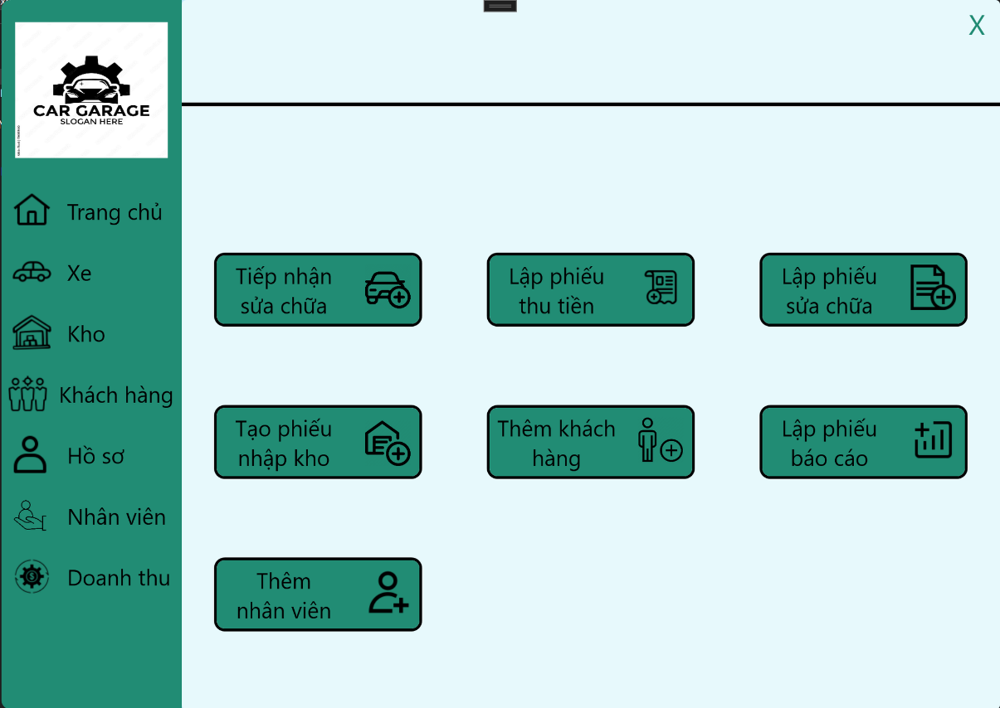 X
CAR GARAGE
SLOGAN HERE
Trang chủ
Xe
Kho
Khách hàng
Hồ sơ
Nhân viên
Doanh thu
Tiếp nhận
sửa chữa
Lập phiếu
thu tiền
Lập phiếu
sửa chữa
Tạo phiếu
nhập kho
Thêm khách
hàng
Lập phiếu
báo cáo
Thêm
nhân viên